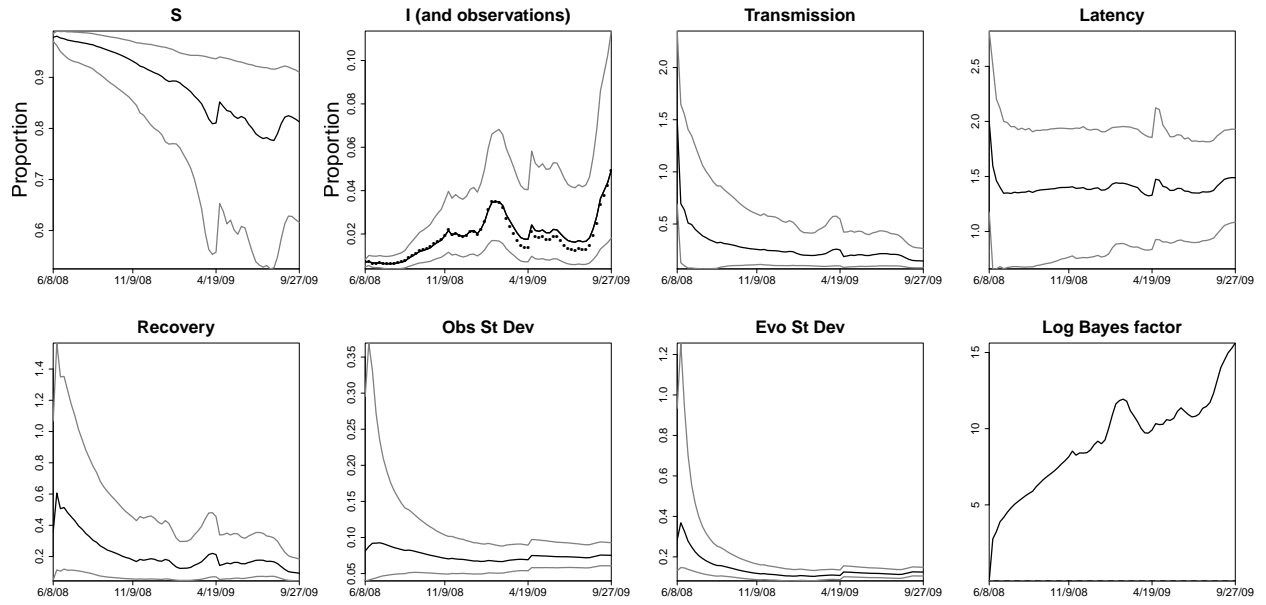 S
I (and observations)
Transmission
Latency
Proportion
0.6 0.7 0.8 0.9
6/8/08 11/9/08 4/19/09 9/27/09
Proportion
0.02 0.04 0.06 0.08 0.10
6/8/08 11/9/08 4/19/09 9/27/09
0.5 1.0 1.5 2.0
6/8/08 11/9/08 4/19/09 9/27/09
1.0 1.5 2.0 2.5
6/8/08 11/9/08 4/19/09 9/27/09
Recovery
Obs St Dev
Evo St Dev
Log Bayes factor
0.2 0.4 0.6 0.8 1.0 1.2 1.4
6/8/08 11/9/08 4/19/09 9/27/09
0.05 0.10 0.15 0.20 0.25 0.30 0.35
6/8/08 11/9/08 4/19/09 9/27/09
0.2 0.4 0.6 0.8 1.0 1.2
6/8/08 11/9/08 4/19/09 9/27/09
5 10 15
6/8/08 11/9/08 4/19/09 9/27/09